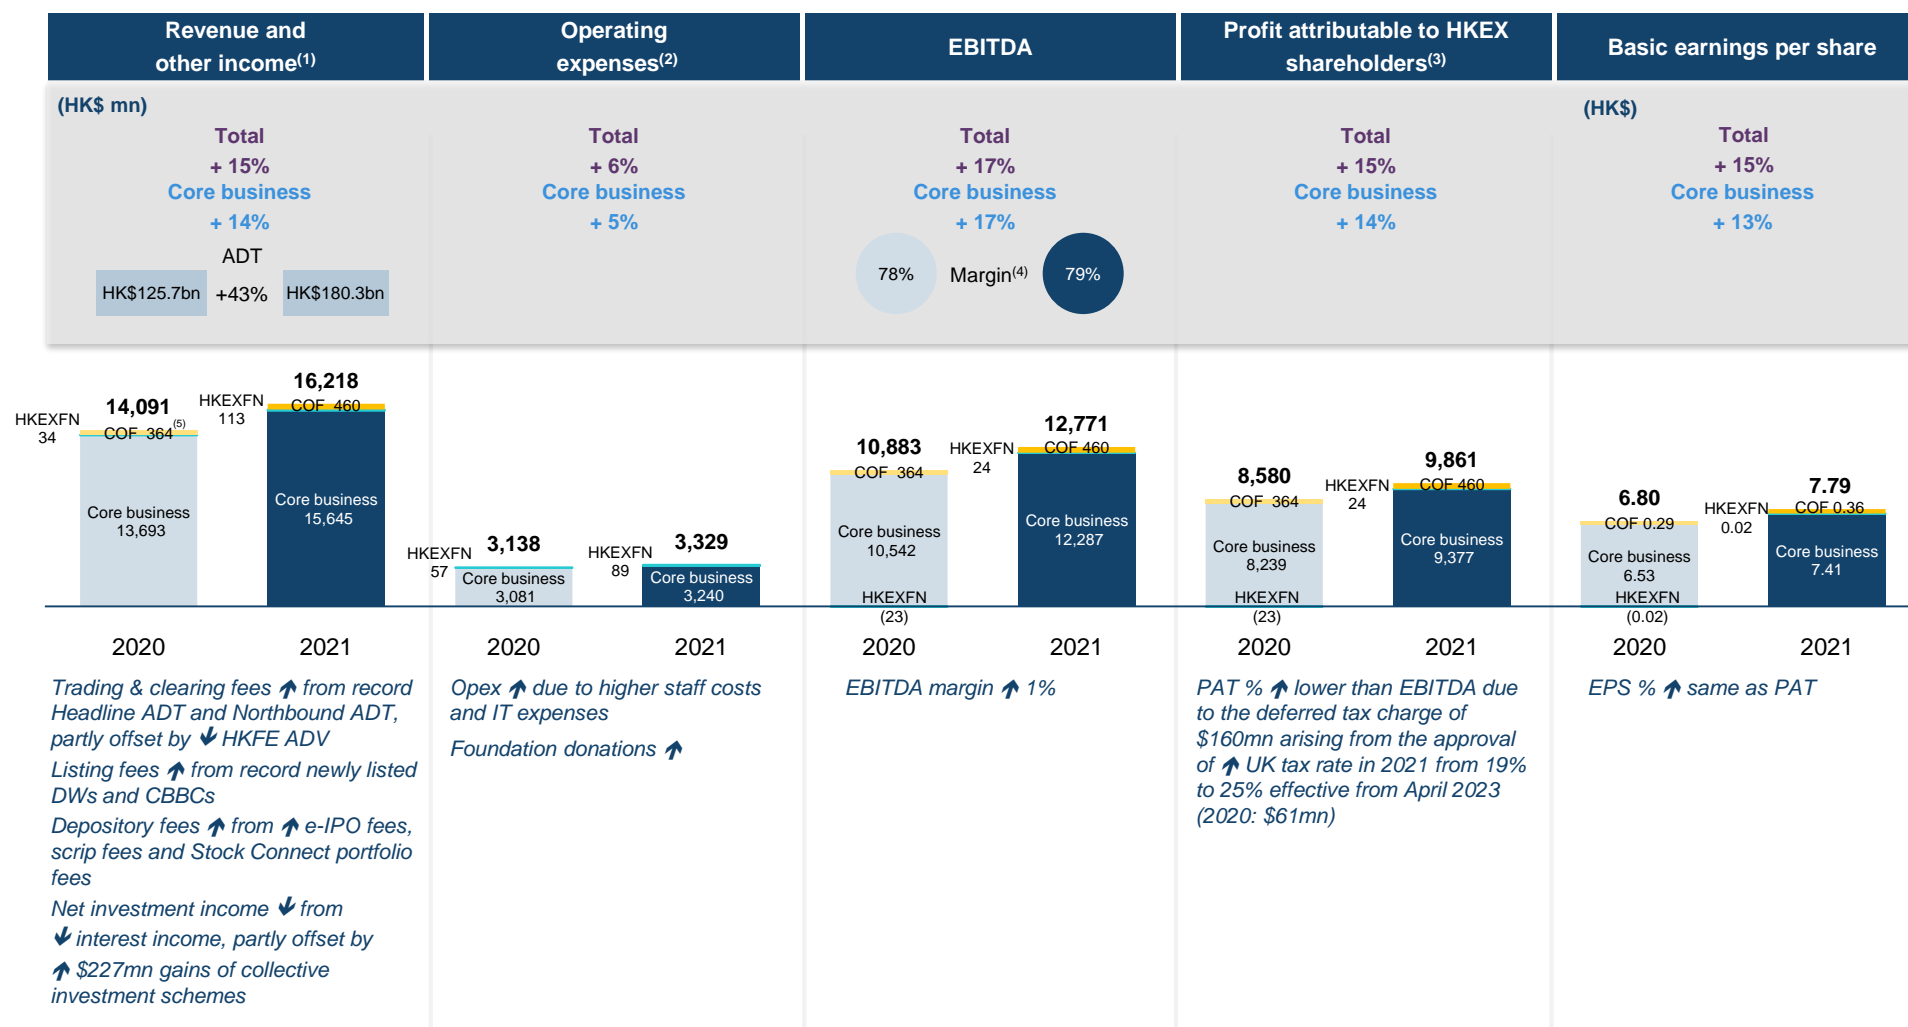 Revenue and
other income(1)
Operating
expenses(2)
EBITDA
Profit attributable to HKEX
shareholders(3)
Basic earnings per share
(HK$ mn)
(HK$)
Total
+ 15%
Core business
+ 14%
ADT
HK$125.7bn
+43%
HK$180.3bn
Total
+ 6%
Core business
+ 5%
Total
+ 17%
Core business
+ 17%
78%
Margin(4)
79%
Total
+ 15%
Core business
+ 14%
Total
+ 15%
Core business
+ 13%
HKEXFN
34
14,091
COF 364(5)
Core business
13,693
2020
HKEXFN
113
16,218
COF 460
Core business
15,645
2021
HKEXFN
57
3,138
Core business
3,081
2020
HKEXFN
89
3,329
Core business
3,240
2021
10,883
COF 364
Core business
10,542
HKEXFN
(23)
2020
HKEXFN
24
12,771
COF 460
Core business
12,287
2021
8,580
COF 364
Core business
8,239
HKEXFN
(23)
2020
HKEXFN
24
9,861
COF 460
Core business
9,377
2021
6.80
COF 0.29
Core business
6.53
HKEXFN
(0.02)
2020
HKEXFN
0.02
7.79
COF 0.36
Core business
7.41
2021
Trading & clearing fees 🡹 from record
Headline ADT and Northbound ADT,
partly offset by 🡻 HKFE ADV
Listing fees 🡹 from record newly listed
DWs and CBBCs
Depository fees 🡹 from 🡹 e-IPO fees,
scrip fees and Stock Connect portfolio
fees
Net investment income 🡻 from
🡻 interest income, partly offset by
🡹 $227mn gains of collective
investment schemes
Opex 🡹 due to higher staff costs
and IT expenses
Foundation donations 🡹
EBITDA margin 🡹 1%
PAT % 🡹 lower than EBITDA due
to the deferred tax charge of
$160mn arising from the approval
of 🡹 UK tax rate in 2021 from 19%
to 25% effective from April 2023
(2020: $61mn)
EPS % 🡹 same as PAT